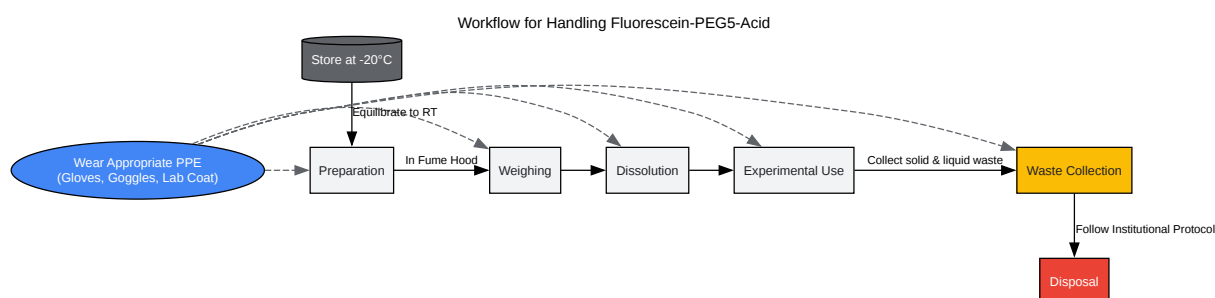 Workflow for Handling Fluorescein-PEG5-Acid
Store at -20°C
Equilibrate to RT
Wear Appropriate PPE
(Gloves, Goggles, Lab Coat)
Preparation
In Fume Hood
Weighing
Dissolution
Experimental Use
Collect solid & liquid waste
Waste Collection
Follow Institutional Protocol
Disposal